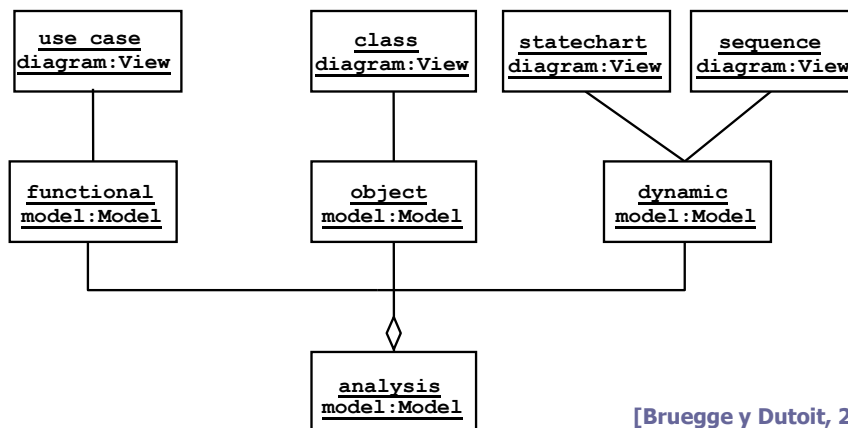 use case
diagram:View
class
diagram:View
statechart
diagram:View
sequence
diagram:View
functional
model:Model
object
model:Model
dynamic
model:Model
analysis
model:Model
[Bruegge y Dutoit, 2